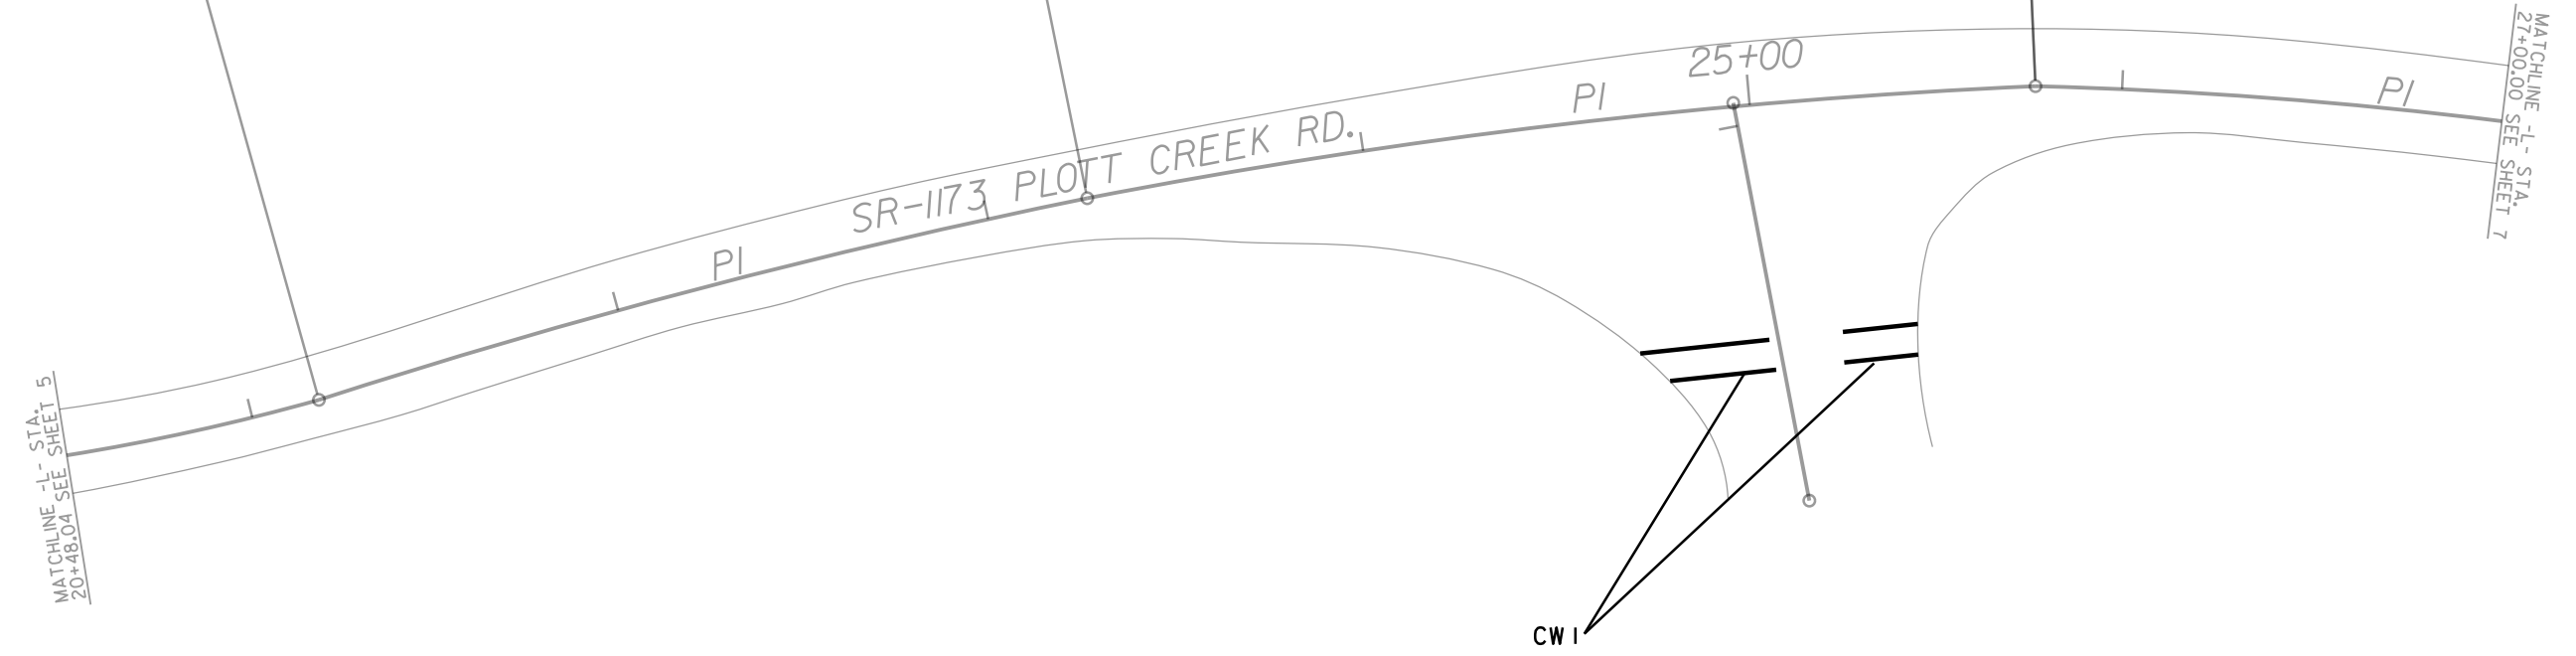 MATCHLINE -L- STA.
20+48.04 SEE SHEET 5
PI
SR-1173 PLOTT CREEK RD.
PI
25+00
PI
MATCHLINE -L- STA.
27+00.00 SEE SHEET 7
CW1